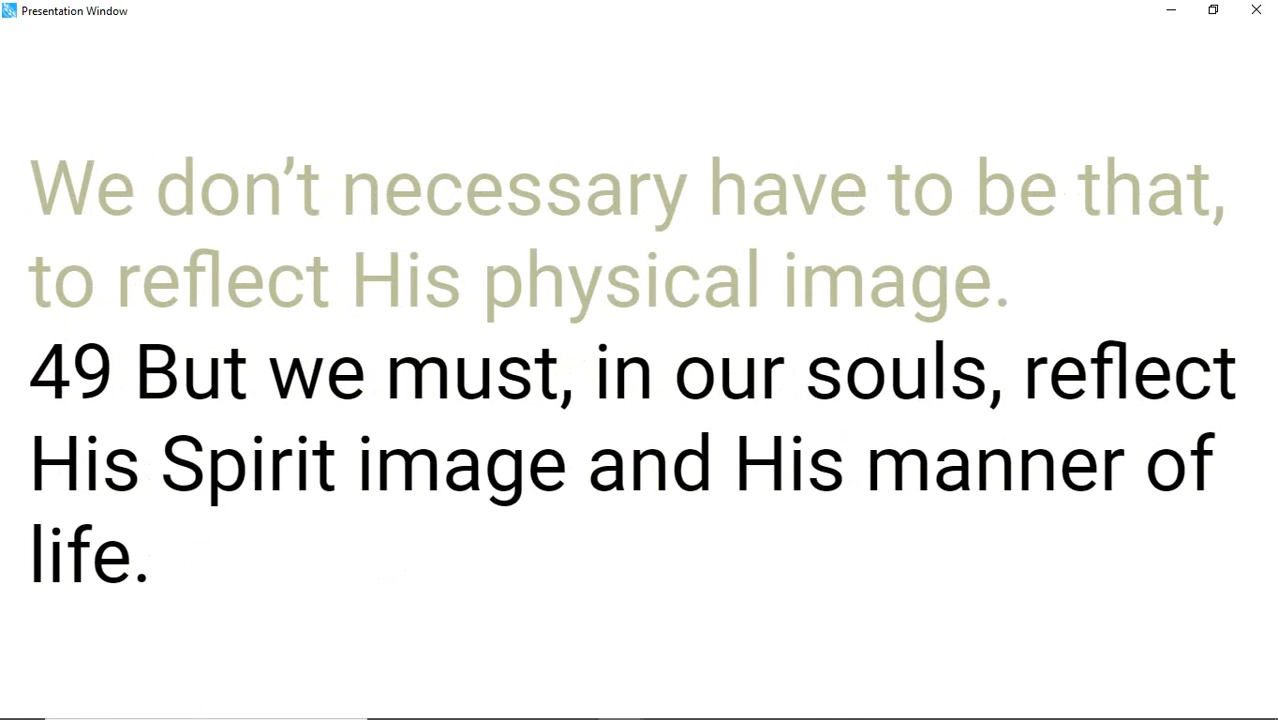 Presentation Window
We don’t necessary have to be that,
to reflect His physical image.
49 But we must, in our souls, reflect
His Spirit image and His manner of
life.